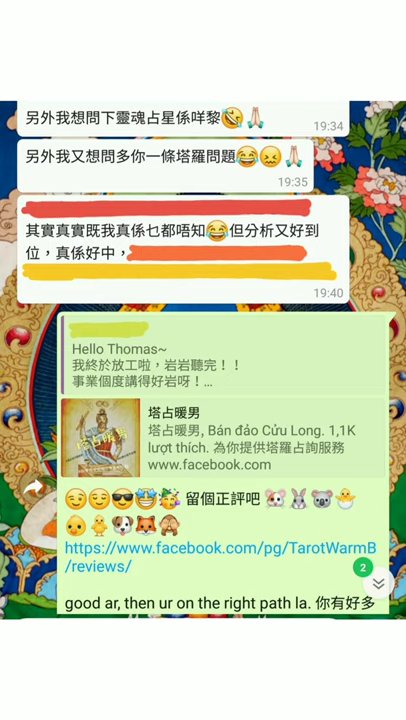 另外我想問下靈魂占星係咩黎🤣🙏🏻
19:34
另外我又想問多你一條塔羅問題😂😖🙏🏻
19:35
其實真實既我真係乜都唔知😂但分析又好到
位，真係好中，
19:40
Hello Thomas~
我終於放工啦，岩岩聽完！！
事業個度講得好岩呀！...
塔占暖男
塔占暖男
塔占暖男, Bán đảo Cửu Long. 1,1K
lượt thích. 為你提供塔羅占詢服務
www.facebook.com
😉😌😎🤩🥳 留個正評吧 🐹🐰🐨🐣
🐥🐤🐶🦊🙈
https://www.facebook.com/pg/TarotWarmB
/reviews/
2
good ar, then ur on the right path la. 你有好多